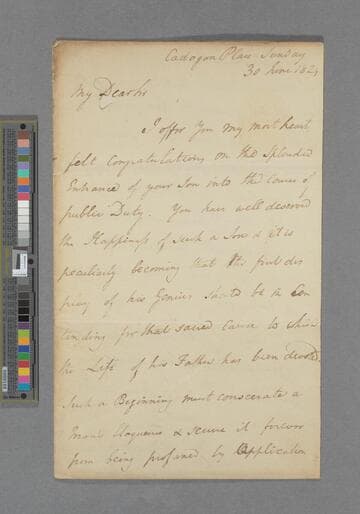 Cadogan Place Sunday
30 June 1824
My Dear Sir
I offer You my most heart
felt Congratulations on the Splendid
Entrance of your Son into the Course of
public Duty. You have well deserved
the Happiness of such a Son & it is
peculiarly becoming that the first dis
play of his Genius should be a Con
tending for that sacred Cause to which
the Life of his Father has been devoted
Such a Beginning must consecrate a
Man's Eloquence & secure it forever
from being profaned by Application